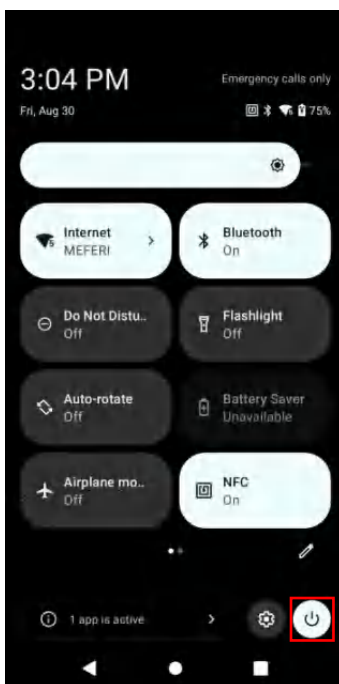 3:04 PM
Emergency calls only
Fri, Aug 30
75%
Internet
MEFERI
Bluetooth
On
Do Not Distu..
Off
Flashlight
Off
Auto-rotate
Off
Battery Saver
Unavailable
Airplane mo..
Off
NFC
On
1 app is active